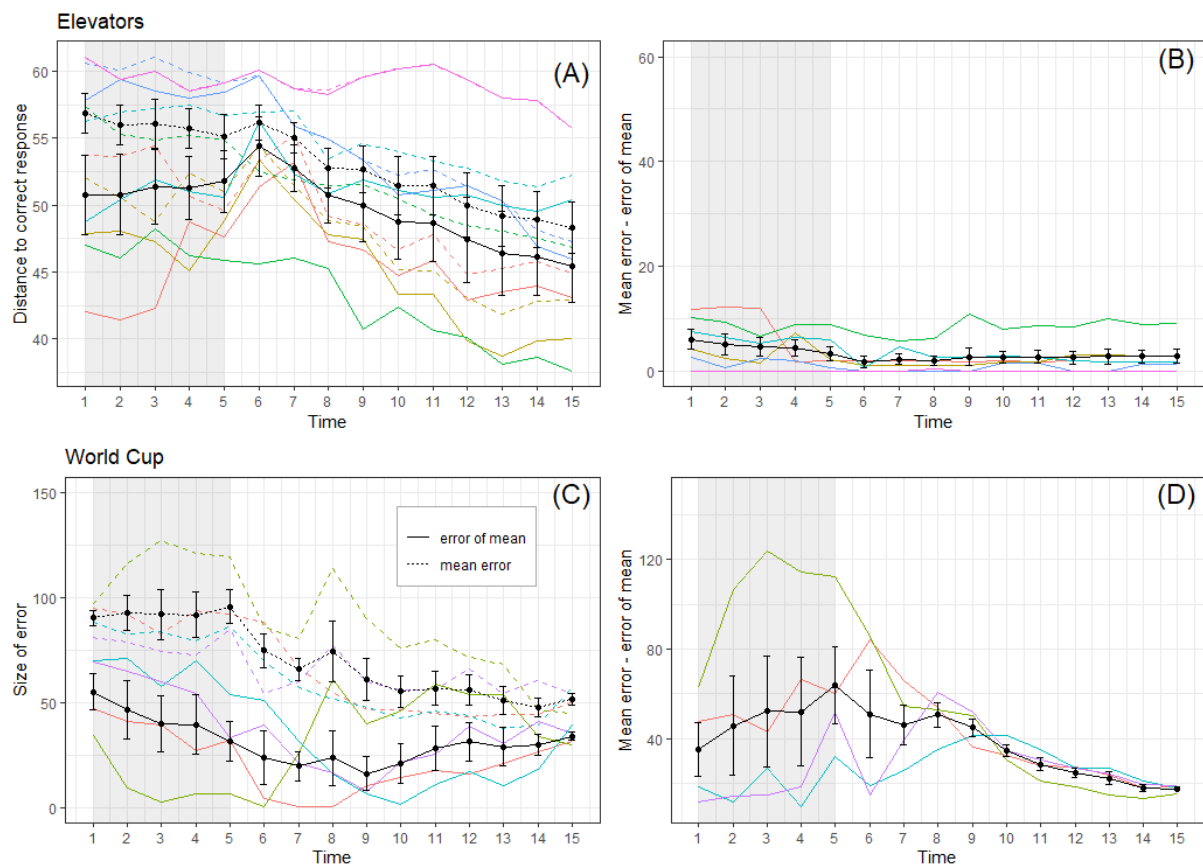 Elevators
(A)
Distance to correct response
60
55
50
45
40
1 2 3 4 5 6 7 8 9 10 11 12 13 14 15
Time
(B)
Mean error - error of mean
60
40
20
0
1 2 3 4 5 6 7 8 9 10 11 12 13 14 15
Time
World Cup
(C)
Size of error
150
100
50
0
error of mean
mean error
1 2 3 4 5 6 7 8 9 10 11 12 13 14 15
Time
(D)
Mean error - error of mean
120
80
40
1 2 3 4 5 6 7 8 9 10 11 12 13 14 15
Time